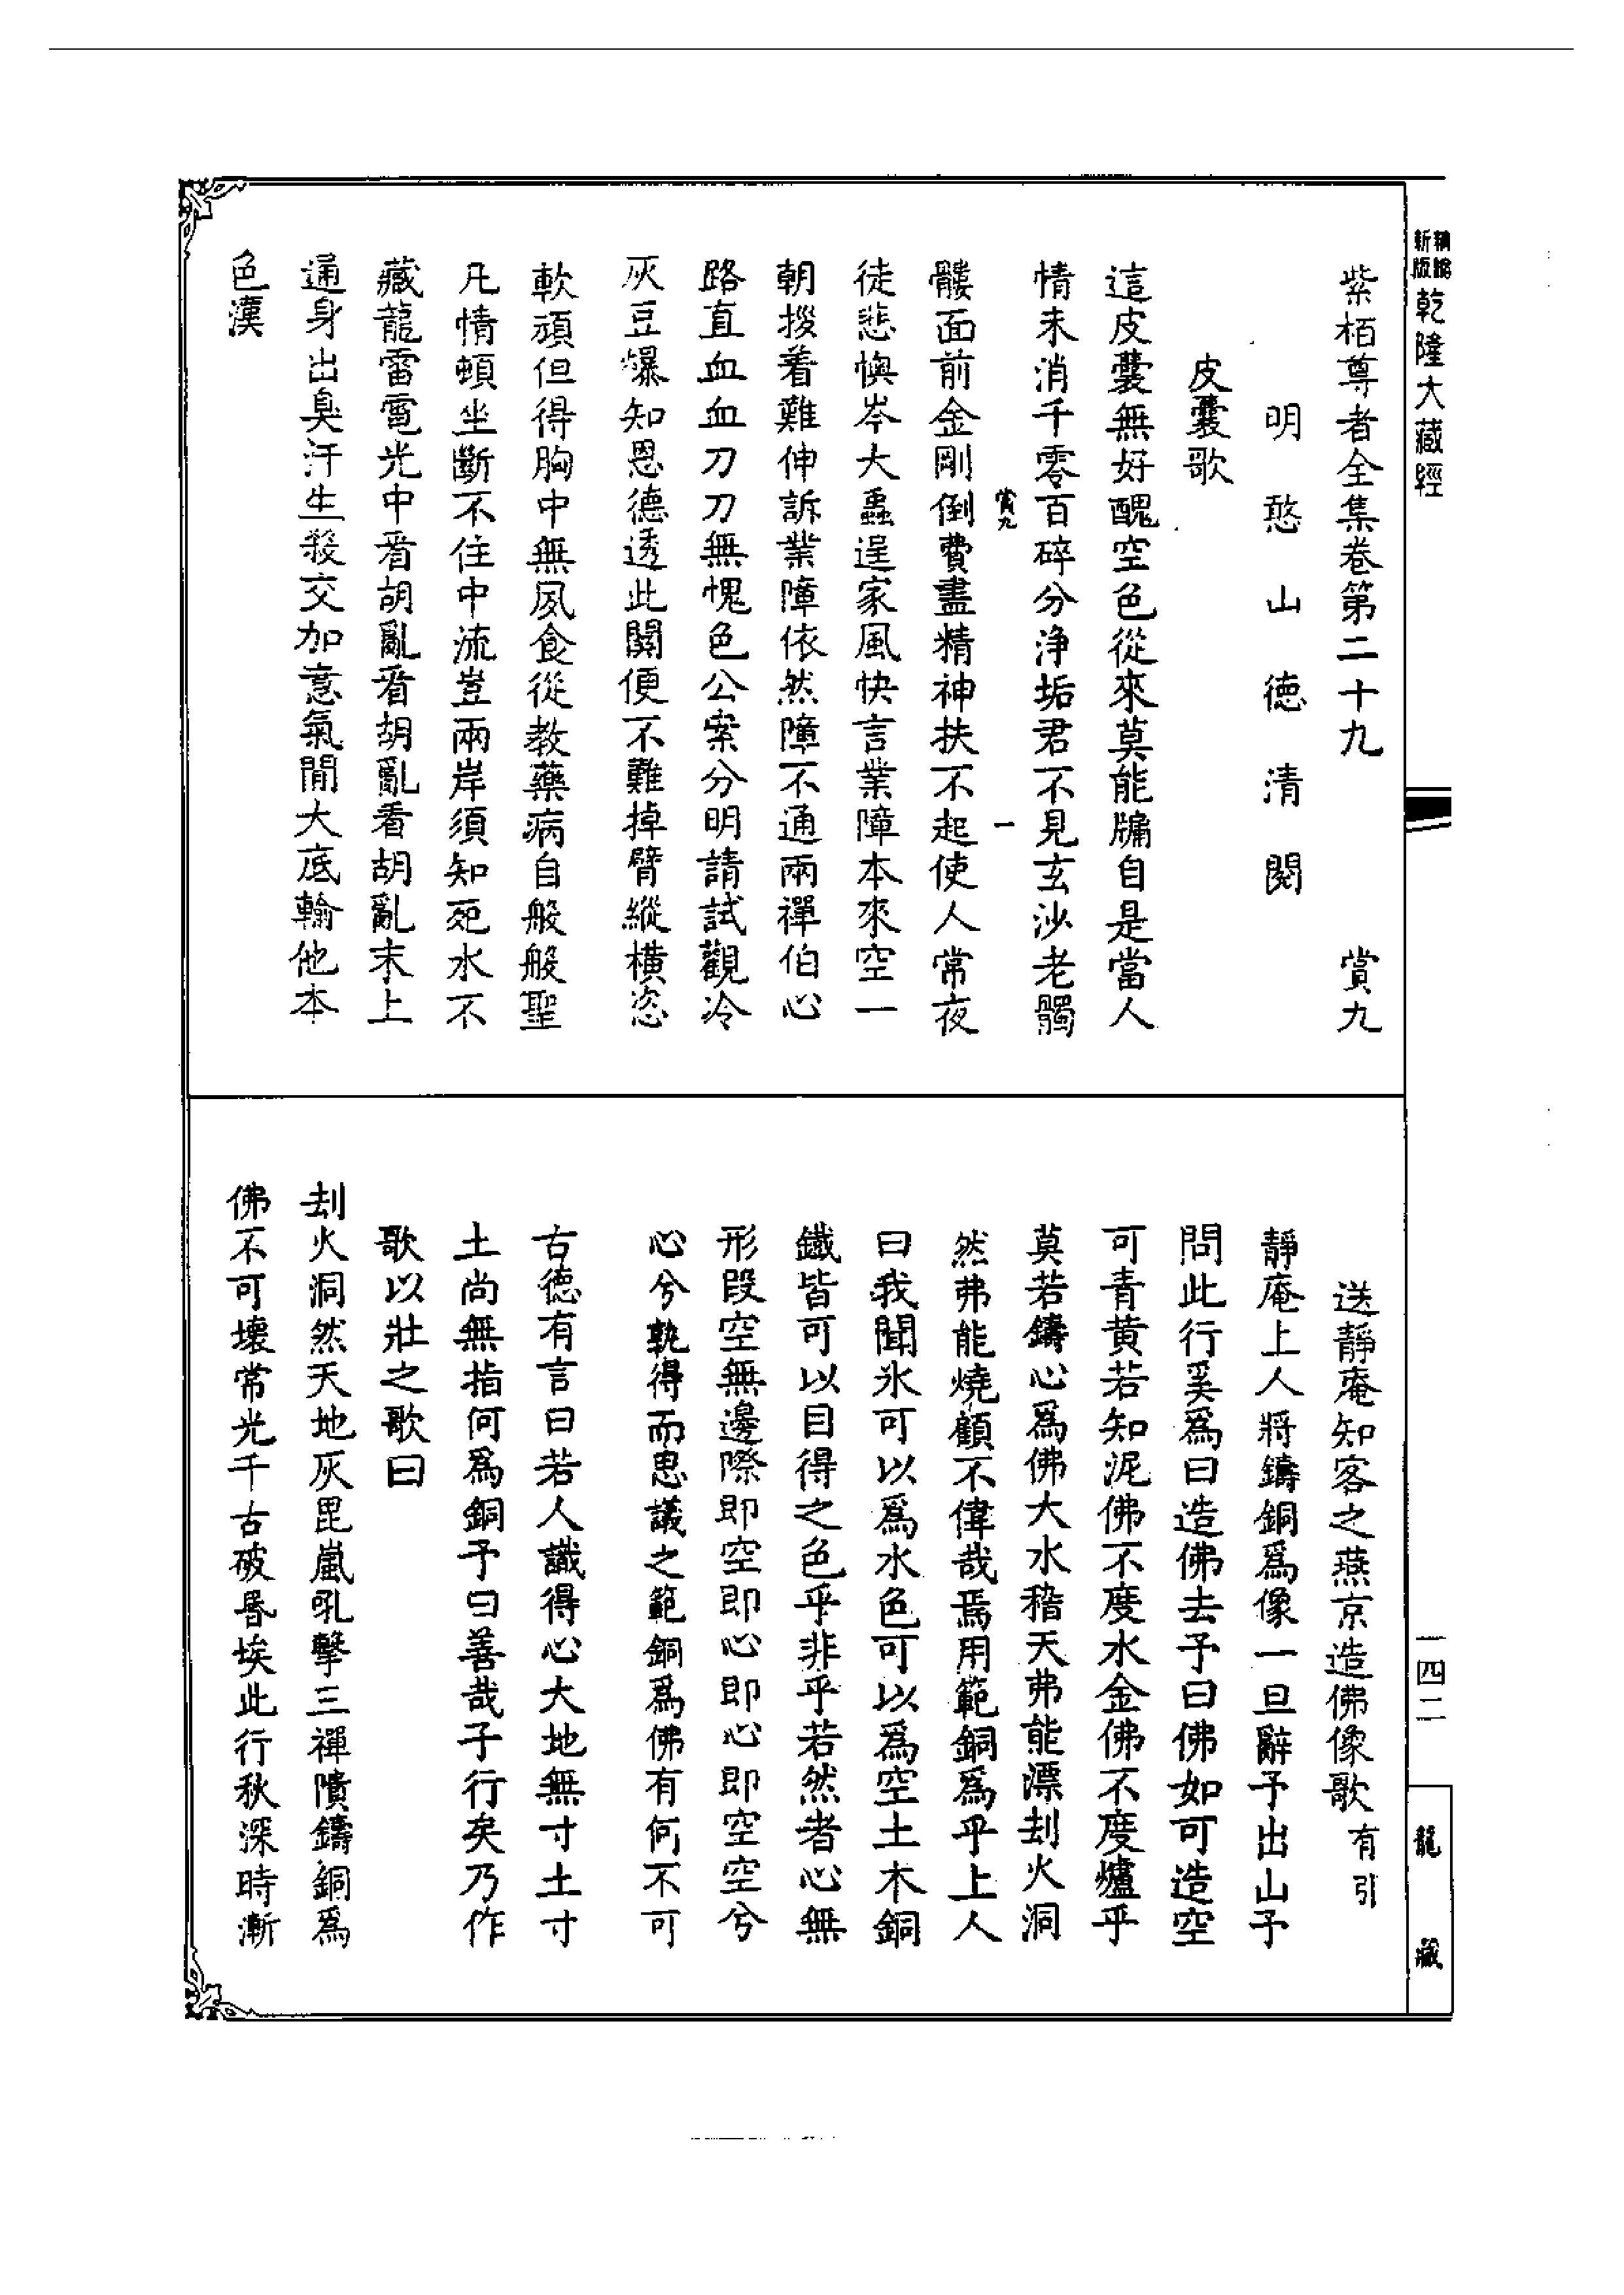 新版
精編
乾隆大藏經
一四二
龍藏
紫栢尊者全集卷第二十九 賞九
明憨山德清閱
皮囊歌
這皮囊無好醜空色從來莫能牖自是當人
情未消千零百碎分浄垢君不見玄沙老髑
賞九 一
髏面前金剛倒費盡精神扶不起使人常夜
徒悲懊岑大蟲逞家風快言業障本來空一
朝拶着難伸訴業障依然障不通兩禪伯心
路直血血刀刀無愧色公案分明請試觀冷
灰豆爆知恩德透此關便不難掉臂縱橫恣
軟頑但得胸中無夙食從教藥病自般般聖
凡情頓坐斷不住中流豈兩岸須知死水不
藏龍雷電光中看胡亂看胡亂看胡亂末上
通身出臭汗生殺交加意氣閒大底輸他本
色漢
送靜庵知客之燕京造佛像歌 有引
靜庵上人將鑄銅爲像一旦辭予出山予
問此行奚爲曰造佛去予曰佛如可造空
可青黄若知泥佛不度水金佛不度爐乎
莫若鑄心爲佛大水稽天弗能漂刦火洞
然弗能燒顧不偉哉焉用範銅爲乎上人
曰我聞氷可以爲水色可以爲空土木銅
鐵皆可以目得之色乎非乎若然者心無
形段空無邊際即空即心即心即空空兮
心兮孰得而思議之範銅爲佛有何不可
古德有言曰若人識得心大地無寸土寸
土尚無指何爲銅予曰善哉子行矣乃作
歌以壯之歌曰
刦火洞然天地灰毘嵐吼擊三禪隤鑄銅爲
佛不可壞常光千古破昏埃此行秋深時漸